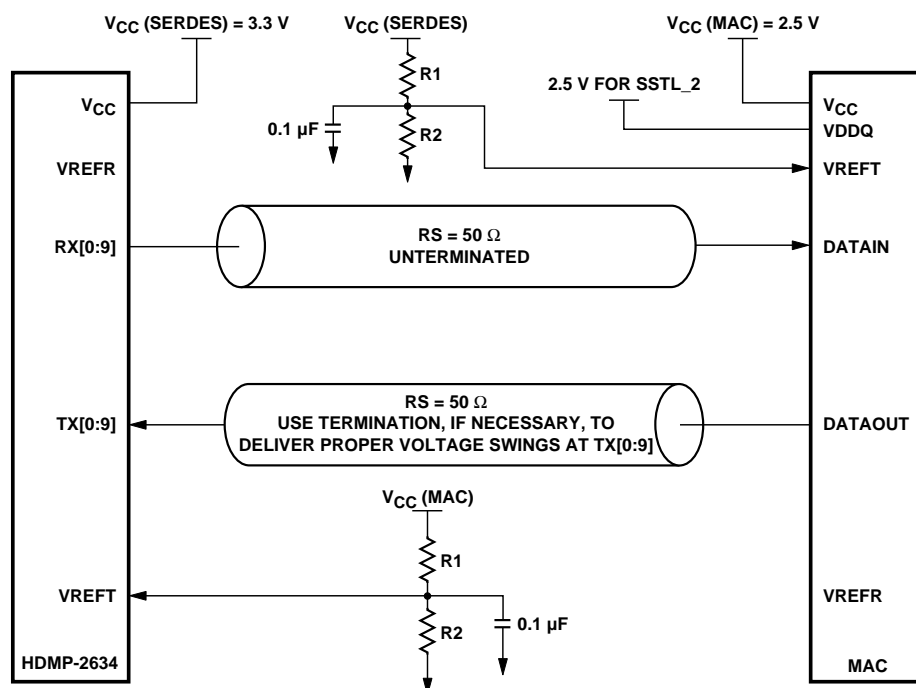 VCC (SERDES) = 3.3 V
VCC (SERDES)
VCC (MAC) = 2.5 V
R1
2.5 V FOR SSTL_2
VCC
0.1 µF
R2
VCC
VDDQ
VREFR
VREFT
RX[0:9]
RS = 50 Ω
UNTERMINATED
DATAIN
TX[0:9]
RS = 50 Ω
USE TERMINATION, IF NECESSARY, TO
DELIVER PROPER VOLTAGE SWINGS AT TX[0:9]
DATAOUT
VCC (MAC)
R1
VREFT
R2
0.1 µF
VREFR
HDMP-2634
MAC